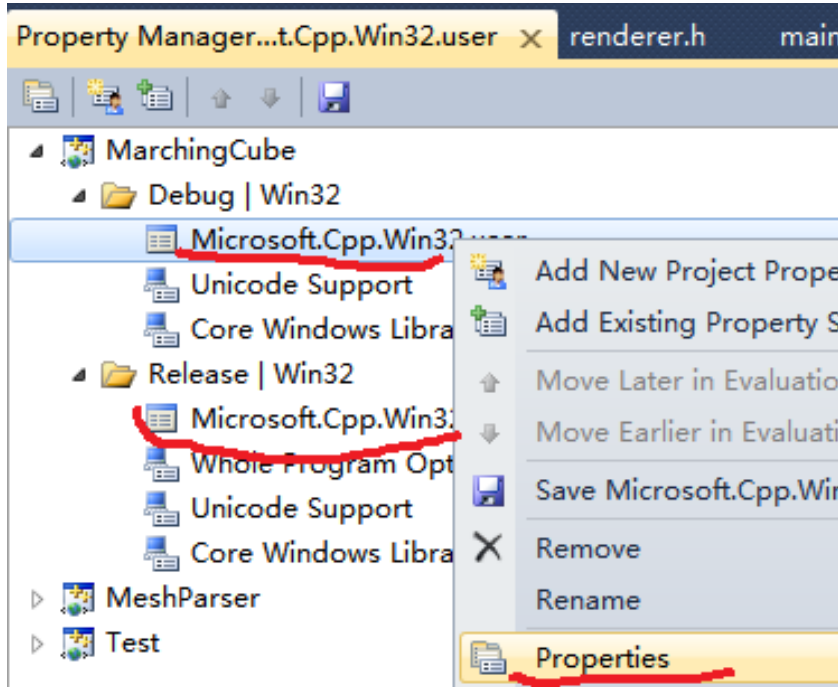 Property Manager...t.Cpp.Win32.user renderer.h main
MarchingCube
Debug | Win32
Microsoft.Cpp.Win32.user
Unicode Support
Core Windows Libra
Release | Win32
Microsoft.Cpp.Win32
Whole Program Opt
Unicode Support
Core Windows Libra
MeshParser
Test
Add New Project Prope
Add Existing Property S
Move Later in Evaluatio
Move Earlier in Evaluati
Save Microsoft.Cpp.Win
Remove
Rename
Properties